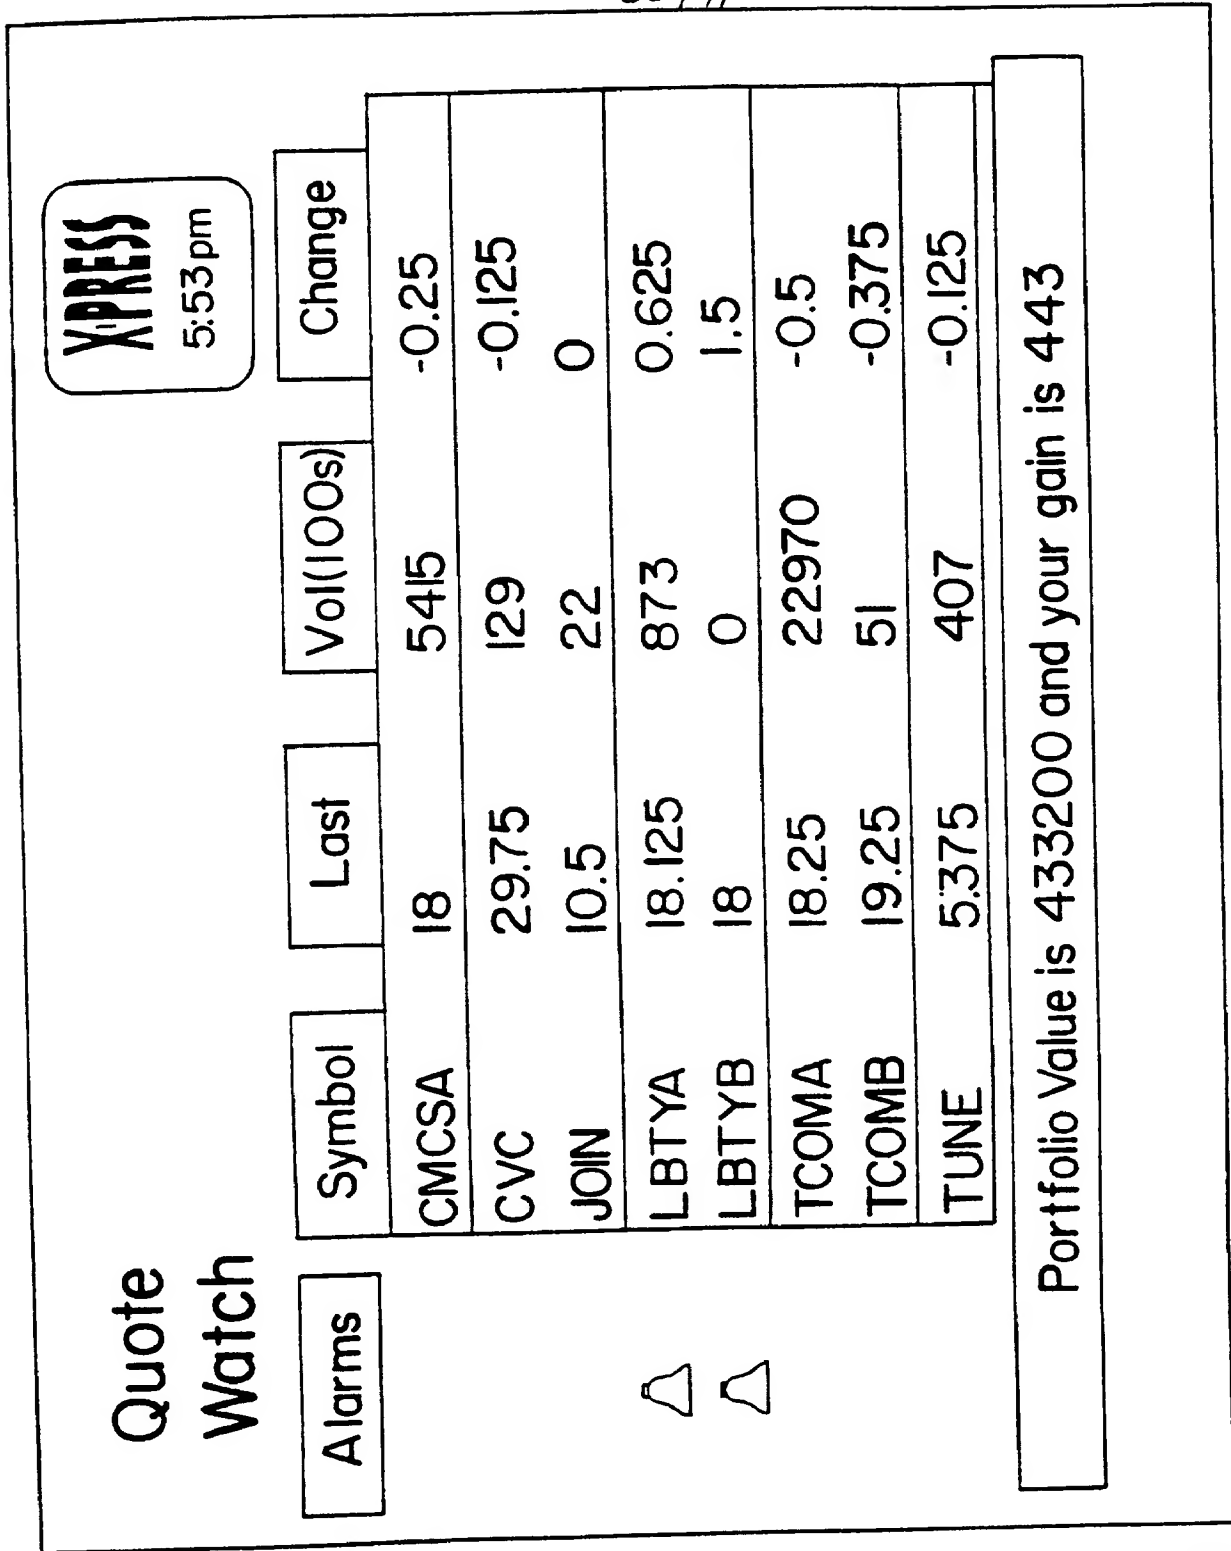 Quote
Watch
X·PRESS
5:53pm
Alarms Symbol Last Vol(100s) Change
CMCSA 18 5415 -0.25
CVC 29.75 129 -0.125
JOIN 10.5 22 0
LBTYA 18.125 873 0.625
LBTYB 18 0 1.5
TCOMA 18.25 22970 -0.5
TCOMB 19.25 51 -0.375
TUNE 5.375 407 -0.125
Portfolio Value is 433200 and your gain is 443